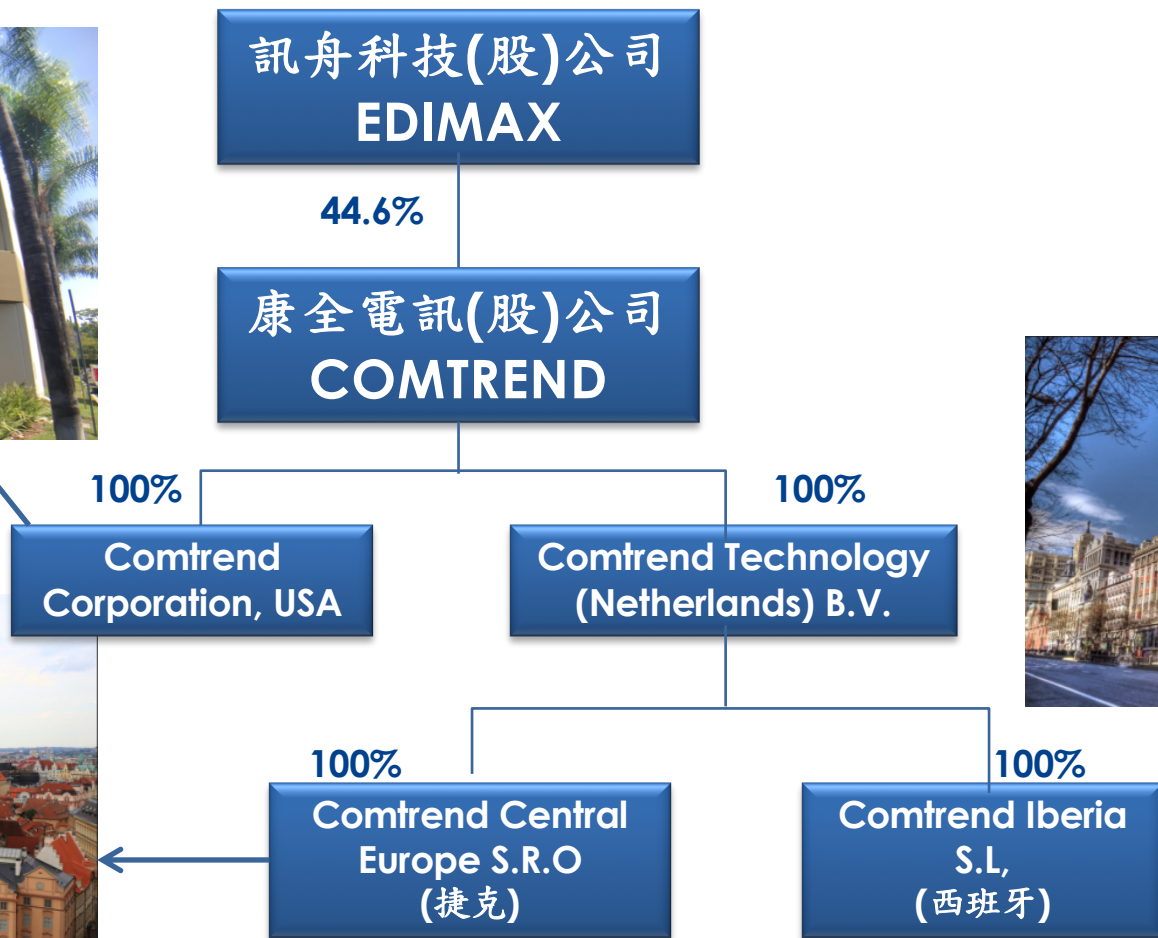 訊舟科技(股)公司
EDIMAX
44.6%
康全電訊(股)公司
COMTREND
100%
100%
Comtrend
Corporation, USA
Comtrend Technology
(Netherlands) B.V.
100%
100%
Comtrend Central
Europe S.R.O
(捷克)
Comtrend Iberia
S.L,
(西班牙)